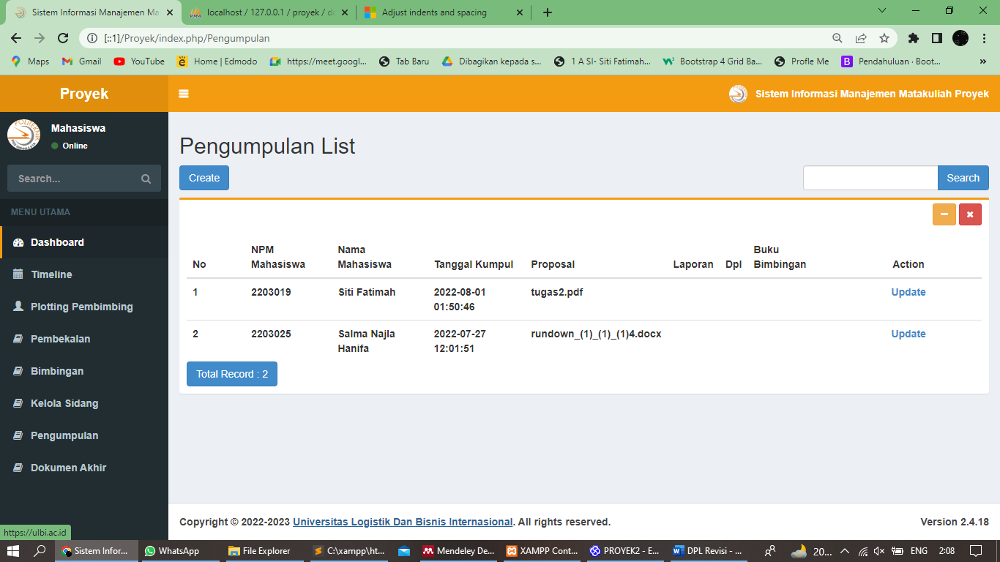 Sistem Informasi Manajemen Ma
localhost / 127.0.0.1 / proyek / do
Adjust indents and spacing
[::1]/Proyek/index.php/Pengumpulan
Maps
Gmail
YouTube
Home | Edmodo
https://meet.googl...
Tab Baru
Dibagikan kepada s...
1 A SI- Siti Fatimah...
Bootstrap 4 Grid Ba...
Profle Me
Pendahuluan · Boot...
»
Proyek
Sistem Informasi Manajemen Matakuliah Proyek
POLITEKNIK
Mahasiswa
Online
Search...
MENU UTAMA
Dashboard
Timeline
Plotting Pembimbing
Pembekalan
Bimbingan
Kelola Sidang
Pengumpulan
Dokumen Akhir
Pengumpulan List
Create
Search
No NPM Mahasiswa Nama Mahasiswa Tanggal Kumpul Proposal Laporan Dpl Buku Bimbingan Action
1 2203019 Siti Fatimah 2022-08-01 01:50:46 tugas2.pdf Update
2 2203025 Salma Najla Hanifa 2022-07-27 12:01:51 rundown_(1)_(1)_(1)4.docx Update
Total Record : 2
Copyright © 2022-2023 Universitas Logistik Dan Bisnis Internasional. All rights reserved.
Version 2.4.18
https://ulbi.ac.id
Sistem Infor...
WhatsApp
File Explorer
C:\xampp\ht...
Mendeley De...
XAMPP Cont...
PROYEK2 - E...
DPL Revisi - ...
20...
ENG
2:08